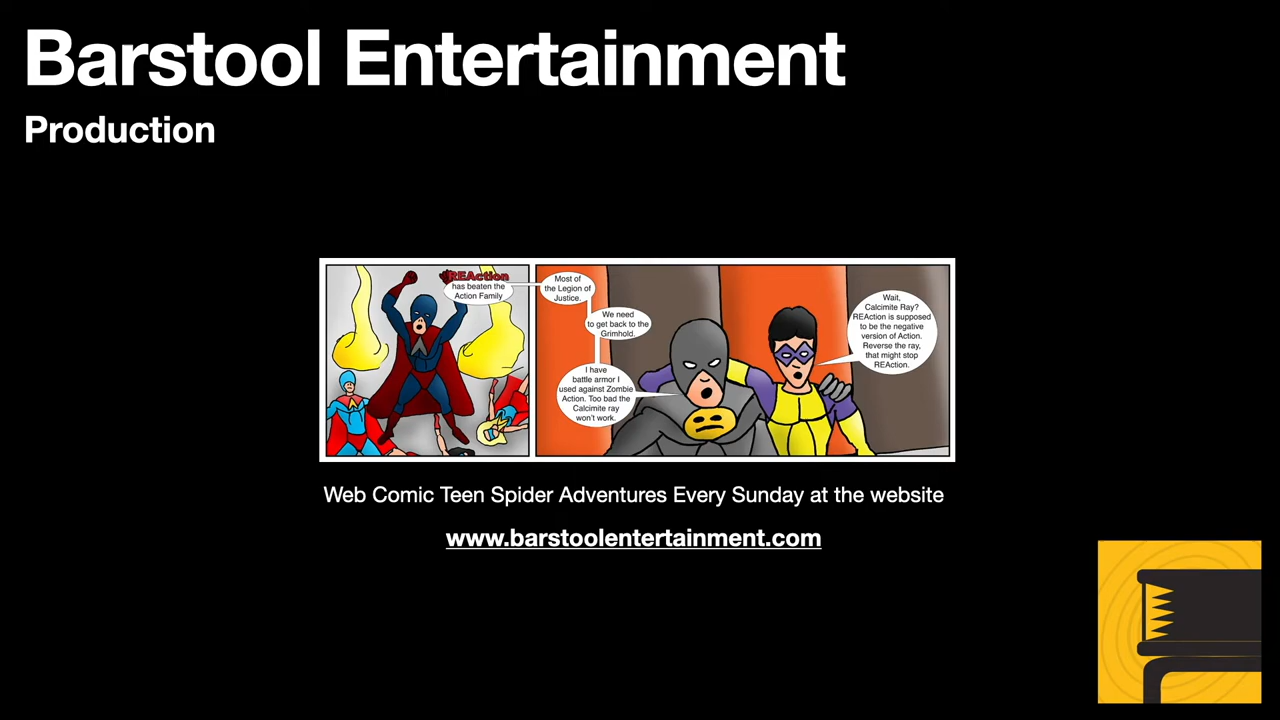 Barstool Entertainment
Production
REAction
has beaten the
Action Family
Most of
the Legion of
Justice.
We need
to get back to the
Grimhold.
I have
battle armor I
used against Zombie
Action. Too bad the
Calcimite ray
won't work.
Wait,
Calcimite Ray?
REAction is supposed
to be the negative
version of Action.
Reverse the ray,
that might stop
REAction.
Web Comic Teen Spider Adventures Every Sunday at the website
www.barstoolentertainment.com